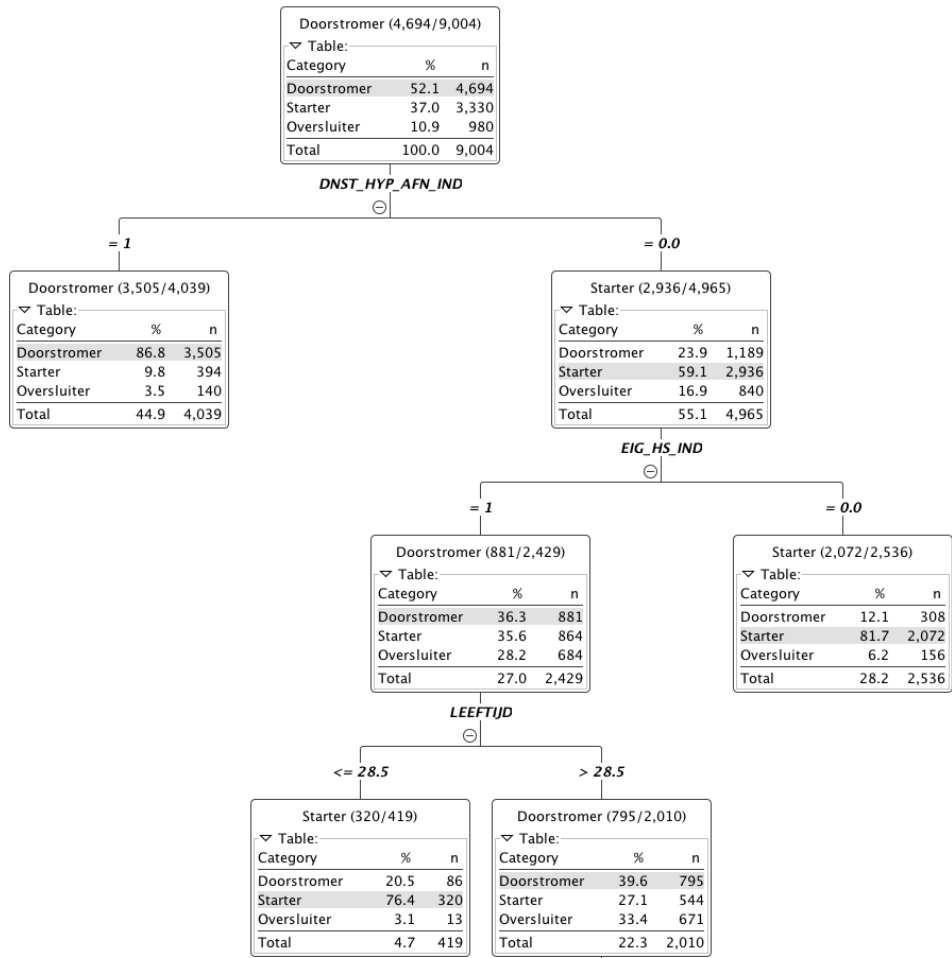 Doorstromer (4,694/9,004)
▽ Table:
Category % n
Doorstromer 52.1 4,694
Starter 37.0 3,330
Oversluiter 10.9 980
Total 100.0 9,004
DNST_HYP_AFN_IND
= 1
= 0.0
Doorstromer (3,505/4,039)
▽ Table:
Category % n
Doorstromer 86.8 3,505
Starter 9.8 394
Oversluiter 3.5 140
Total 44.9 4,039
Starter (2,936/4,965)
▽ Table:
Category % n
Doorstromer 23.9 1,189
Starter 59.1 2,936
Oversluiter 16.9 840
Total 55.1 4,965
EIG_HS_IND
= 1
= 0.0
Doorstromer (881/2,429)
▽ Table:
Category % n
Doorstromer 36.3 881
Starter 35.6 864
Oversluiter 28.2 684
Total 27.0 2,429
Starter (2,072/2,536)
▽ Table:
Category % n
Doorstromer 12.1 308
Starter 81.7 2,072
Oversluiter 6.2 156
Total 28.2 2,536
LEEFTIJD
<= 28.5
> 28.5
Starter (320/419)
▽ Table:
Category % n
Doorstromer 20.5 86
Starter 76.4 320
Oversluiter 3.1 13
Total 4.7 419
Doorstromer (795/2,010)
▽ Table:
Category % n
Doorstromer 39.6 795
Starter 27.1 544
Oversluiter 33.4 671
Total 22.3 2,010